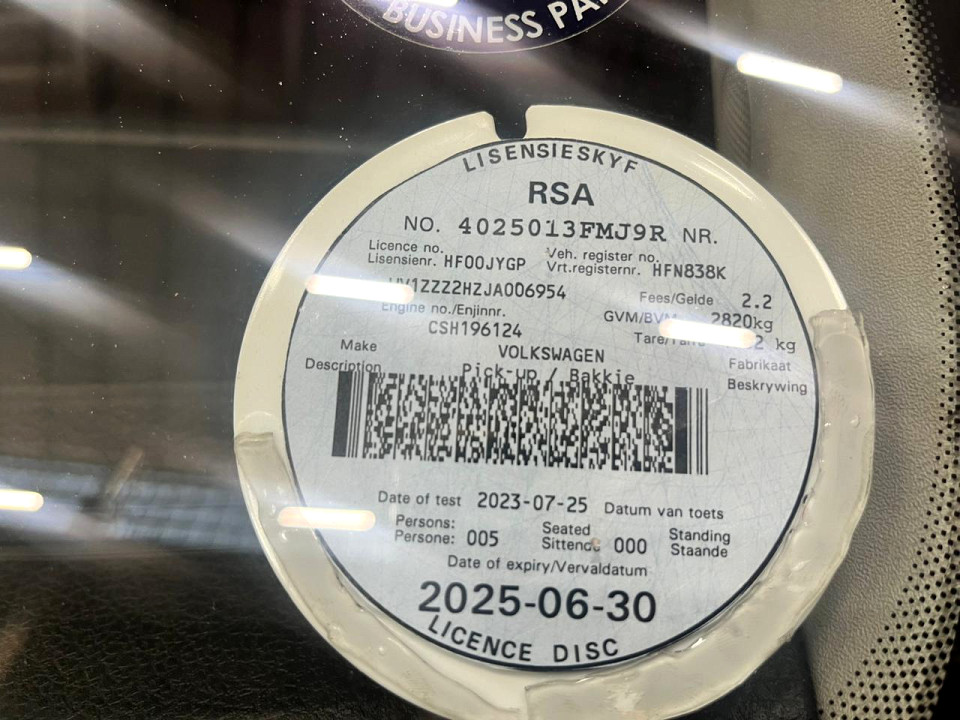 BUSINESS
LISENSIESKYF
RSA
NO. 4025013FMJ9R NR.
Licence no. Veh. register no.
Lisensienr. HF00JYGP Vrt.registernr. HFN838K
V1ZZZ2HZJA006954 Fees/Gelde 2.2
Engine no./Enjinnr. GVM/BVM 2820kg
CSH196124 kg
Make VOLKSWAGEN Fabrikaat
Description Pick-up / Bakkie Beskrywing
Date of test 2023-07-25 Datum van toets
Persons: Seated Standing
Persone: 005 Sittende 000 Staande
Date of expiry/Vervaldatum
2025-06-30
LICENCE DISC